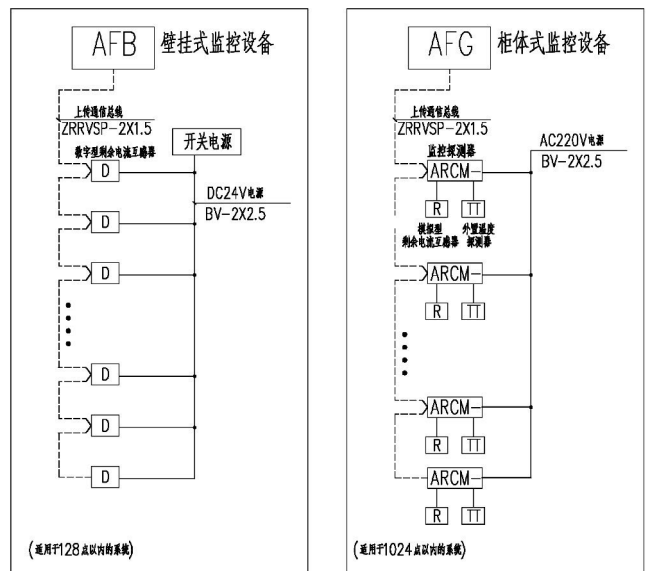 AFB 壁挂式监控设备
上传通信总线
ZRRVSP-2X1.5
数字型剩余电流互感器
开关电源
D
DC24V电源
BV-2X2.5
D
D
D
D
D
(适用于128点以内的系统)
AFG 柜体式监控设备
上传通信总线
ZRRVSP-2X1.5
监控探测器
AC220V电源
BV-2X2.5
ARCM-
R TT
模拟型 外置温度
剩余电流互感器 探测器
ARCM-
R TT
ARCM-
R TT
ARCM-
R TT
(适用于1024点以内的系统)